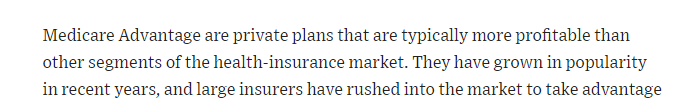 Medicare Advantage are private plans that are typically more profitable than
other segments of the health-insurance market. They have grown in popularity
in recent years, and large insurers have rushed into the market to take advantage